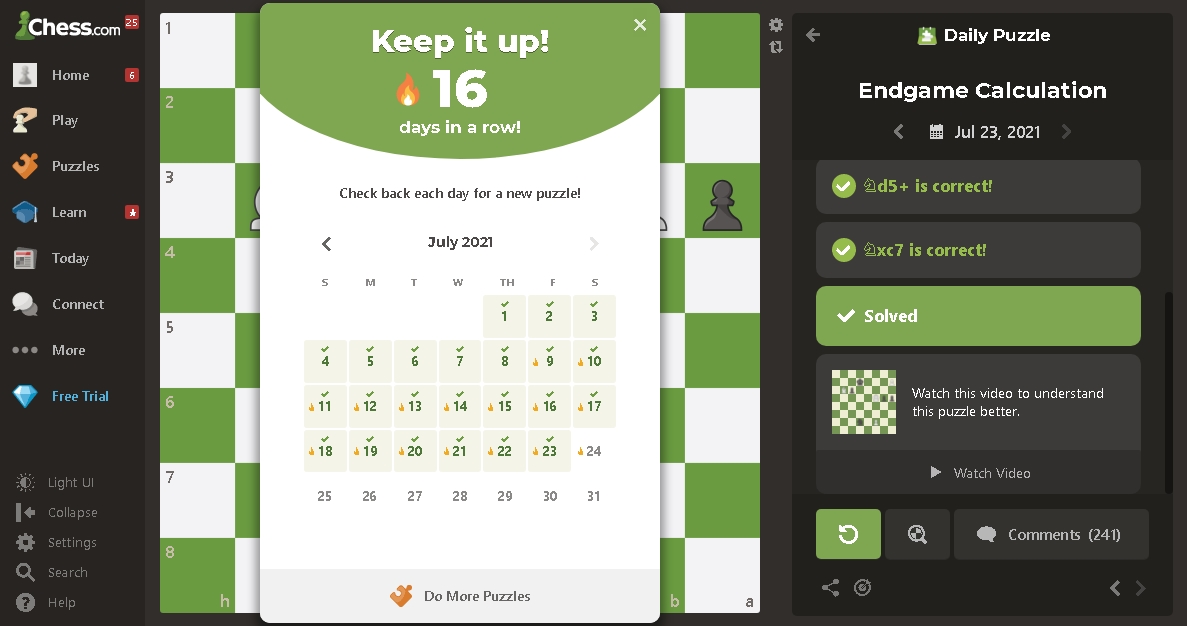 Chess.com 25
Home 6
Play
Puzzles
Learn
Today
Connect
More
Free Trial
Light UI
Collapse
Settings
Search
Help
1
2
3
4
5
6
7
8
h
b
a
Keep it up!
16
days in a row!
Check back each day for a new puzzle!
July 2021
S M T W TH F S
1 2 3
4 5 6 7 8 9 10
11 12 13 14 15 16 17
18 19 20 21 22 23 24
25 26 27 28 29 30 31
Do More Puzzles
Daily Puzzle
Endgame Calculation
Jul 23, 2021
♘d5+ is correct!
♘xc7 is correct!
Solved
Watch this video to understand
this puzzle better.
Watch Video
Comments (241)